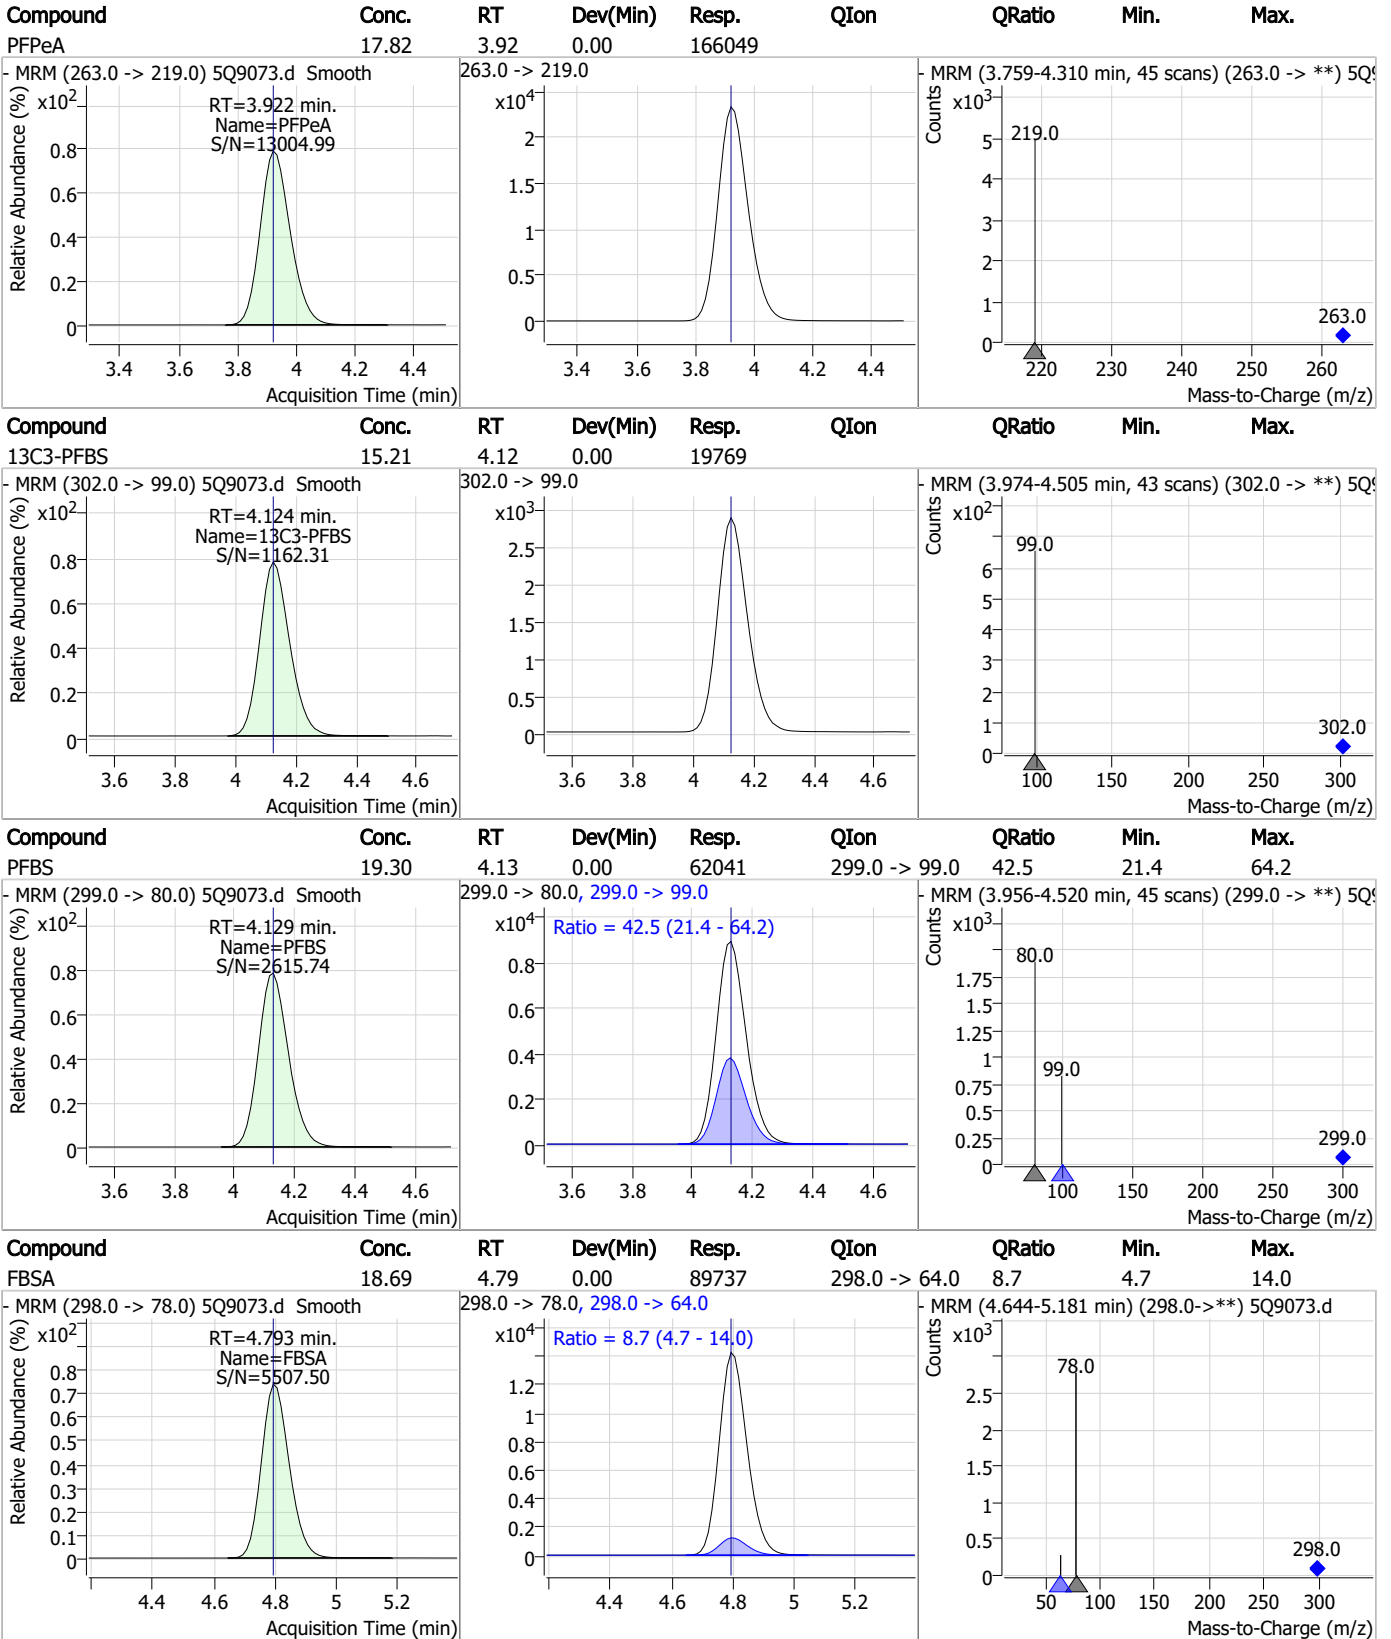 Compound Conc. RT Dev(Min) Resp. QIon QRatio Min. Max.
PFPeA 17.82 3.92 0.00 166049
- MRM (263.0 -> 219.0) 5Q9073.d Smooth
Relative Abundance (%)
x10²
RT=3.922 min.
Name=PFPeA
S/N=13004.99
0.8
0.6
0.4
0.2
0
3.4 3.6 3.8 4 4.2 4.4
Acquisition Time (min)
263.0 -> 219.0
x10⁴
2
1.5
1
0.5
0
3.4 3.6 3.8 4 4.2 4.4
- MRM (3.759-4.310 min, 45 scans) (263.0 -> **) 5Q9
Counts
x10³
219.0
5
4
3
2
1
0
263.0
220 230 240 250 260
Mass-to-Charge (m/z)
Compound Conc. RT Dev(Min) Resp. QIon QRatio Min. Max.
13C3-PFBS 15.21 4.12 0.00 19769
- MRM (302.0 -> 99.0) 5Q9073.d Smooth
Relative Abundance (%)
x10²
RT=4.124 min.
Name=13C3-PFBS
S/N=1162.31
0.8
0.6
0.4
0.2
0
3.6 3.8 4 4.2 4.4 4.6
Acquisition Time (min)
302.0 -> 99.0
x10³
2.5
2
1.5
1
0.5
0
3.6 3.8 4 4.2 4.4 4.6
- MRM (3.974-4.505 min, 43 scans) (302.0 -> **) 5Q9
Counts
x10²
99.0
6
5
4
3
2
1
0
302.0
100 150 200 250 300
Mass-to-Charge (m/z)
Compound Conc. RT Dev(Min) Resp. QIon QRatio Min. Max.
PFBS 19.30 4.13 0.00 62041 299.0 -> 99.0 42.5 21.4 64.2
- MRM (299.0 -> 80.0) 5Q9073.d Smooth
Relative Abundance (%)
x10²
RT=4.129 min.
Name=PFBS
S/N=2615.74
0.8
0.6
0.4
0.2
0
3.6 3.8 4 4.2 4.4 4.6
Acquisition Time (min)
299.0 -> 80.0, 299.0 -> 99.0
x10⁴
Ratio = 42.5 (21.4 - 64.2)
0.8
0.6
0.4
0.2
0
3.6 3.8 4 4.2 4.4 4.6
- MRM (3.956-4.520 min, 45 scans) (299.0 -> **) 5Q9
Counts
x10³
80.0
1.75
1.5
1.25
1
99.0
0.75
0.5
0.25
0
299.0
100 150 200 250 300
Mass-to-Charge (m/z)
Compound Conc. RT Dev(Min) Resp. QIon QRatio Min. Max.
FBSA 18.69 4.79 0.00 89737 298.0 -> 64.0 8.7 4.7 14.0
- MRM (298.0 -> 78.0) 5Q9073.d Smooth
Relative Abundance (%)
x10²
RT=4.793 min.
Name=FBSA
S/N=5507.50
0.8
0.7
0.6
0.5
0.4
0.3
0.2
0.1
0
4.4 4.6 4.8 5 5.2
Acquisition Time (min)
298.0 -> 78.0, 298.0 -> 64.0
x10⁴
Ratio = 8.7 (4.7 - 14.0)
1.2
1
0.8
0.6
0.4
0.2
0
4.4 4.6 4.8 5 5.2
- MRM (4.644-5.181 min) (298.0->**) 5Q9073.d
Counts
x10³
78.0
2.5
2
1.5
1
0.5
0
298.0
50 100 150 200 250 300
Mass-to-Charge (m/z)